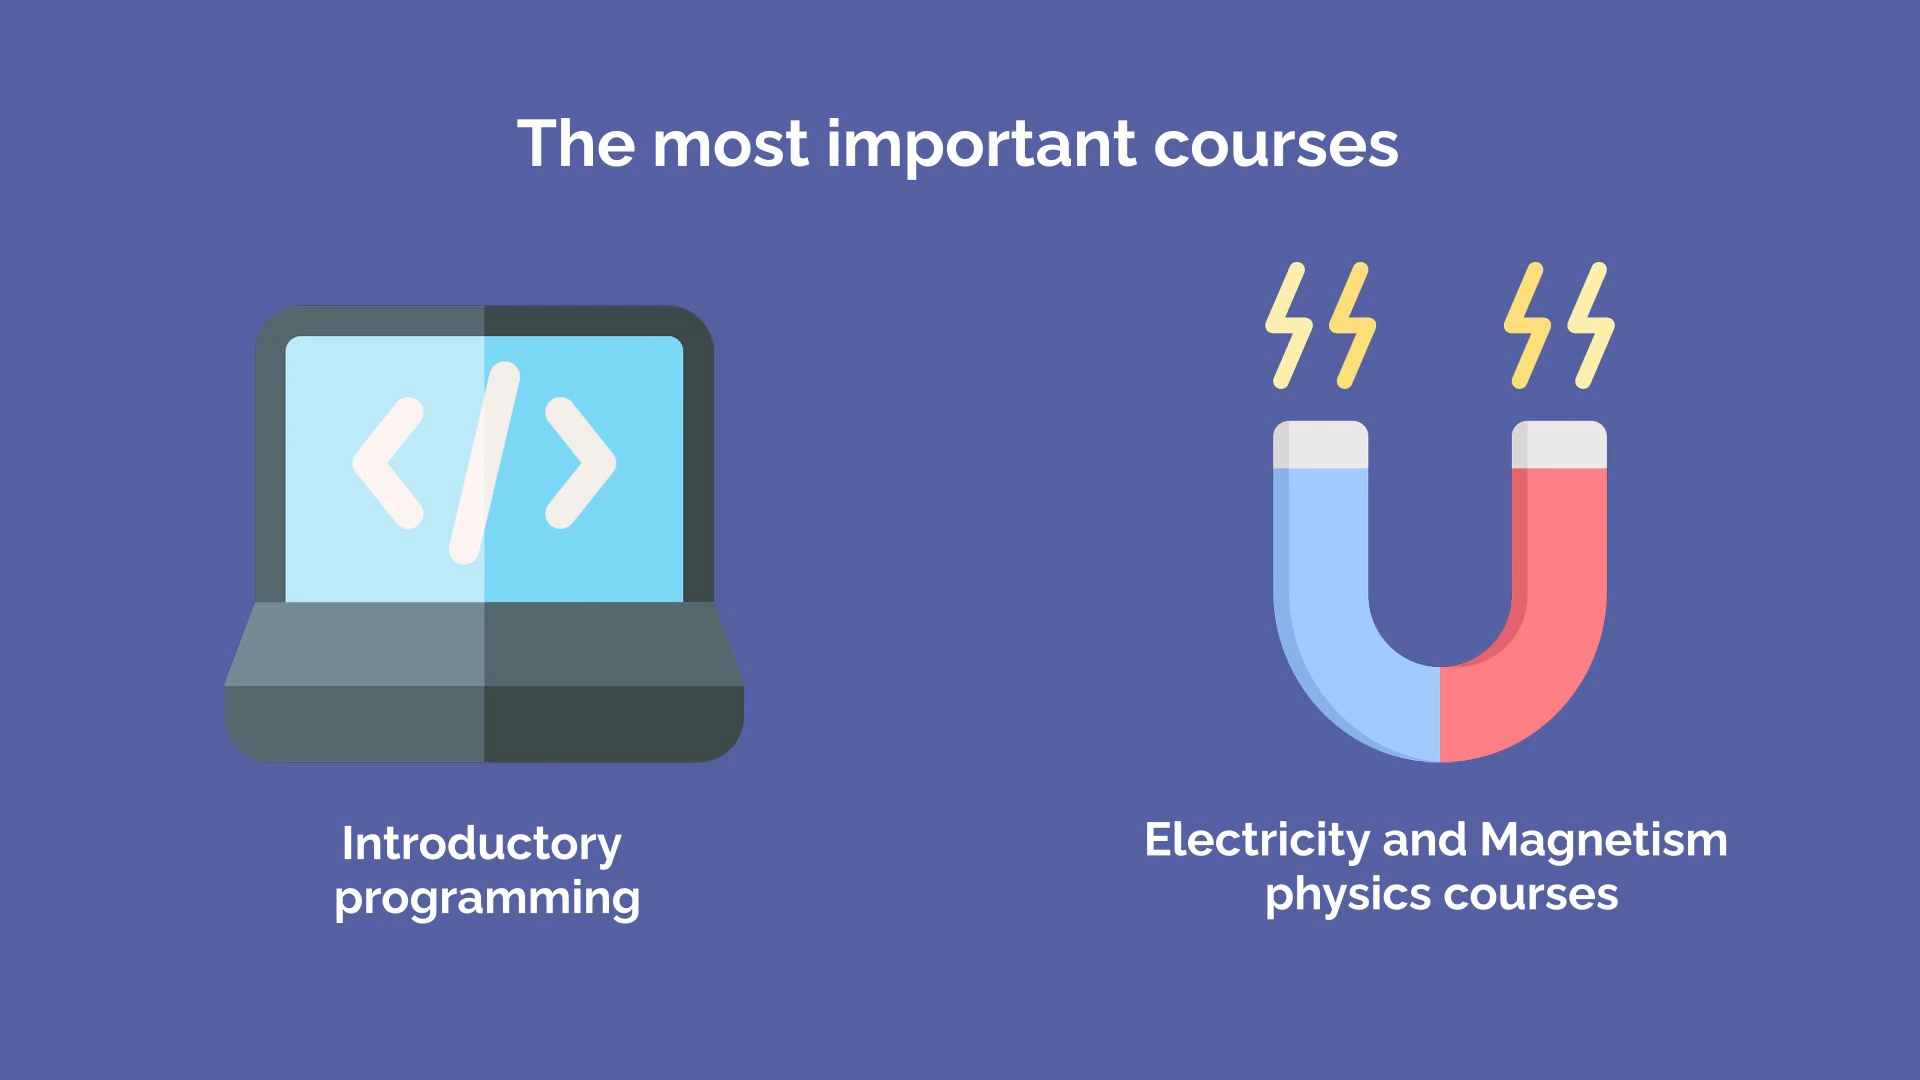 The most important courses
Introductory
programming
Electricity and Magnetism
physics courses